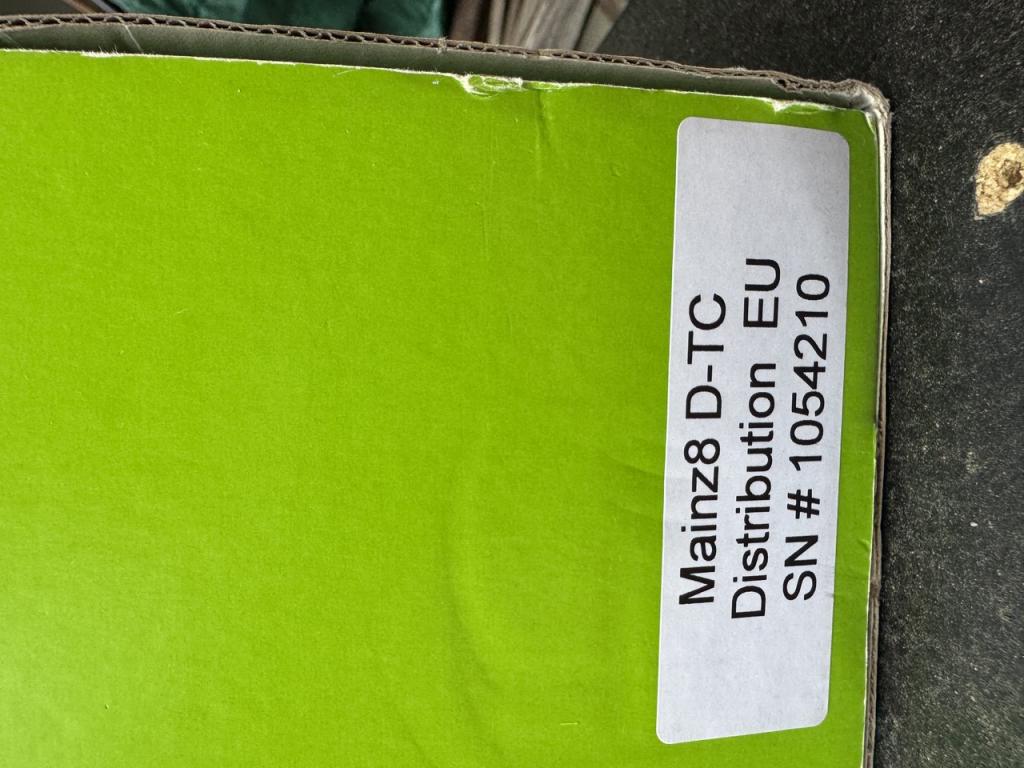 Mainz8 D-TC
Distribution EU
SN # 1054210